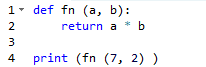 1 def fn (a, b):
2     return a * b
3
4 print (fn (7, 2) )